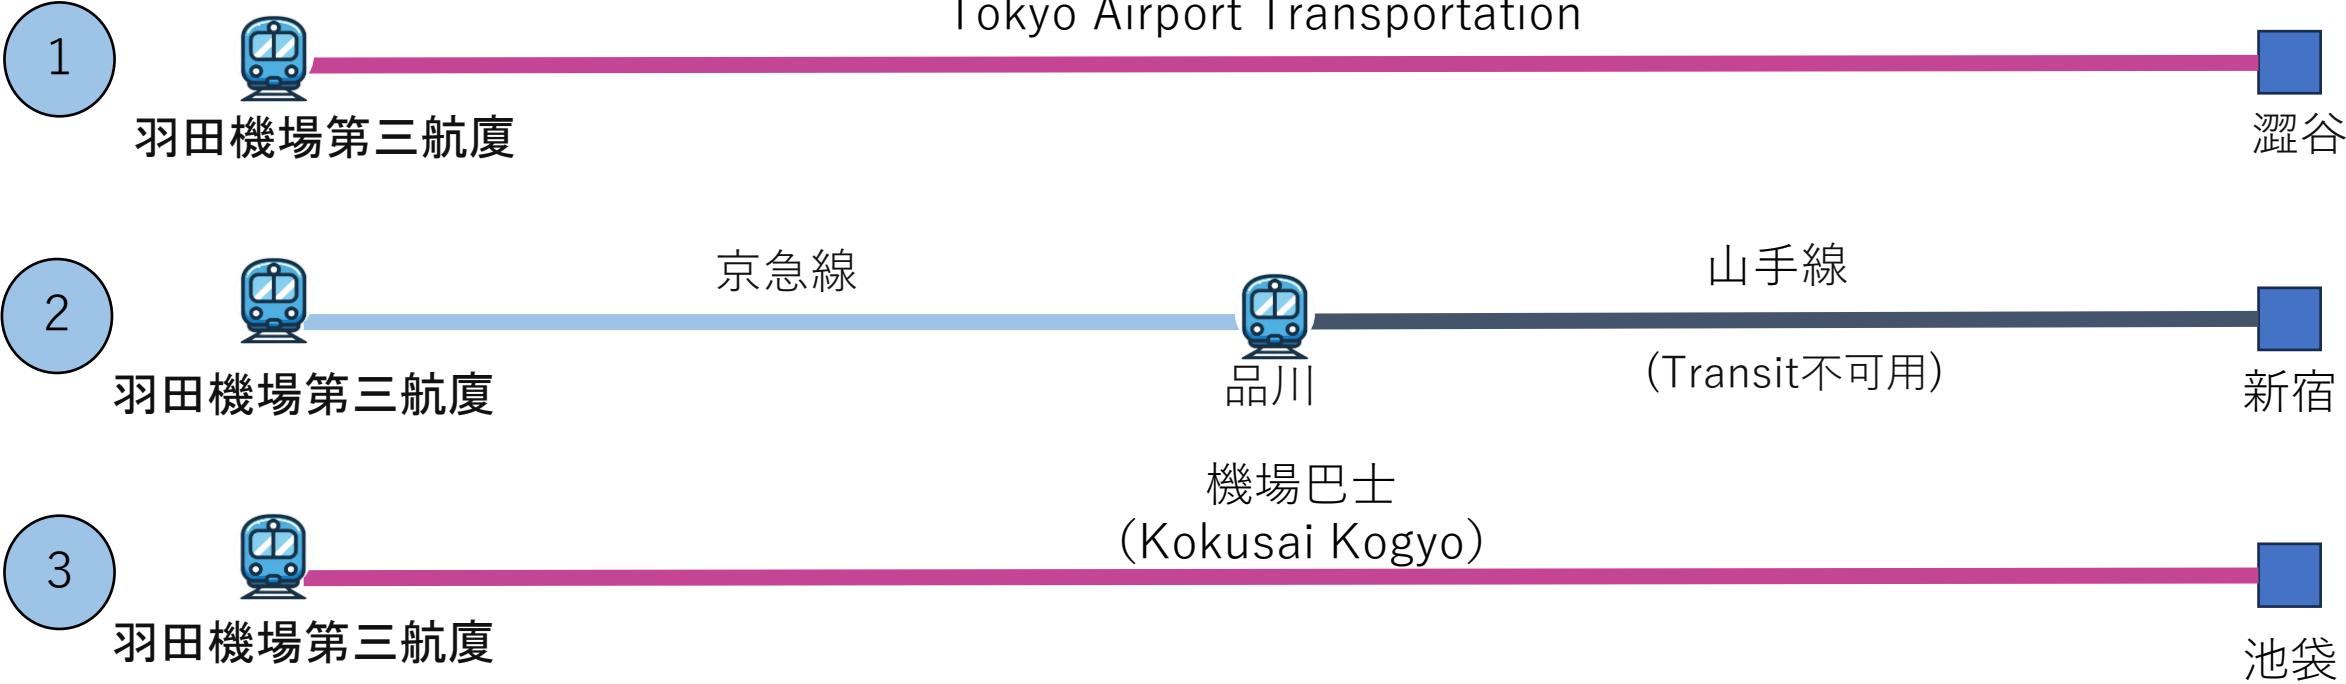 Tokyo Airport Transportation
1
羽田機場第三航廈
澀谷
京急線
山手線
2
品川
(Transit不可用)
羽田機場第三航廈
新宿
機場巴士
(Kokusai Kogyo)
3
羽田機場第三航廈
池袋